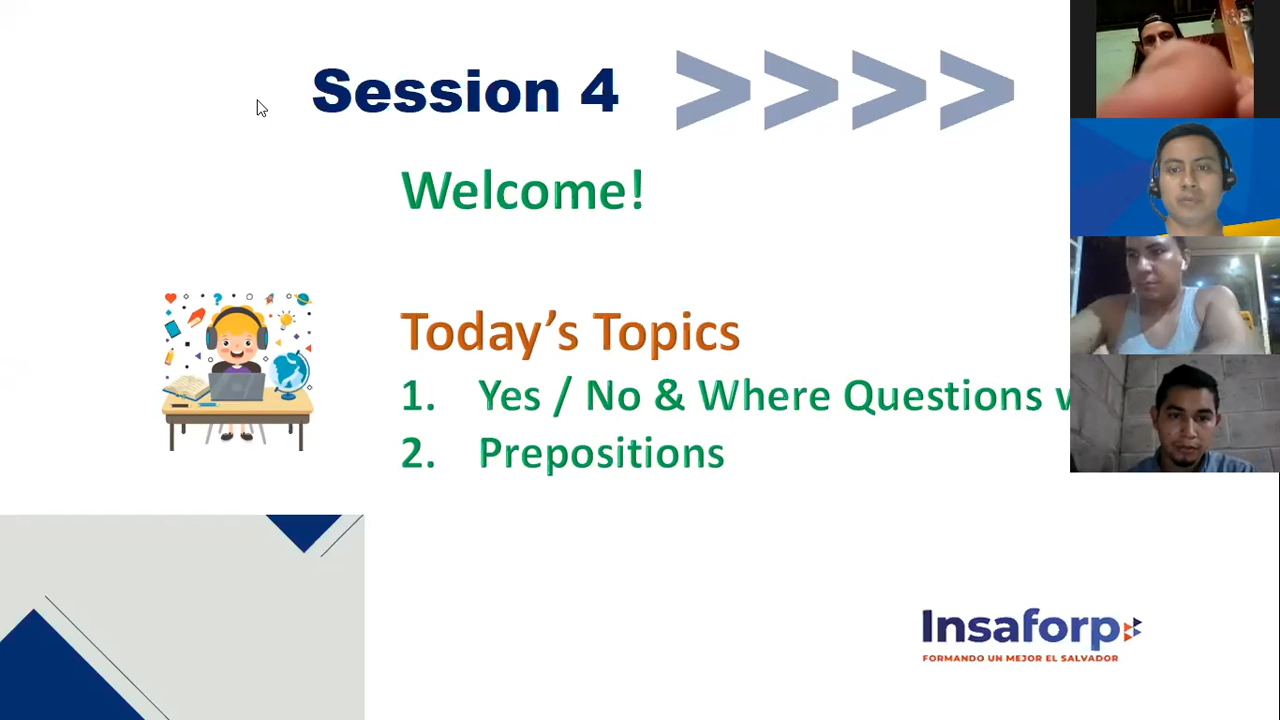 Session 4
Welcome!
Today's Topics
1. Yes / No & Where Questions
2. Prepositions
Insaforp
FORMANDO UN MEJOR EL SALVADOR